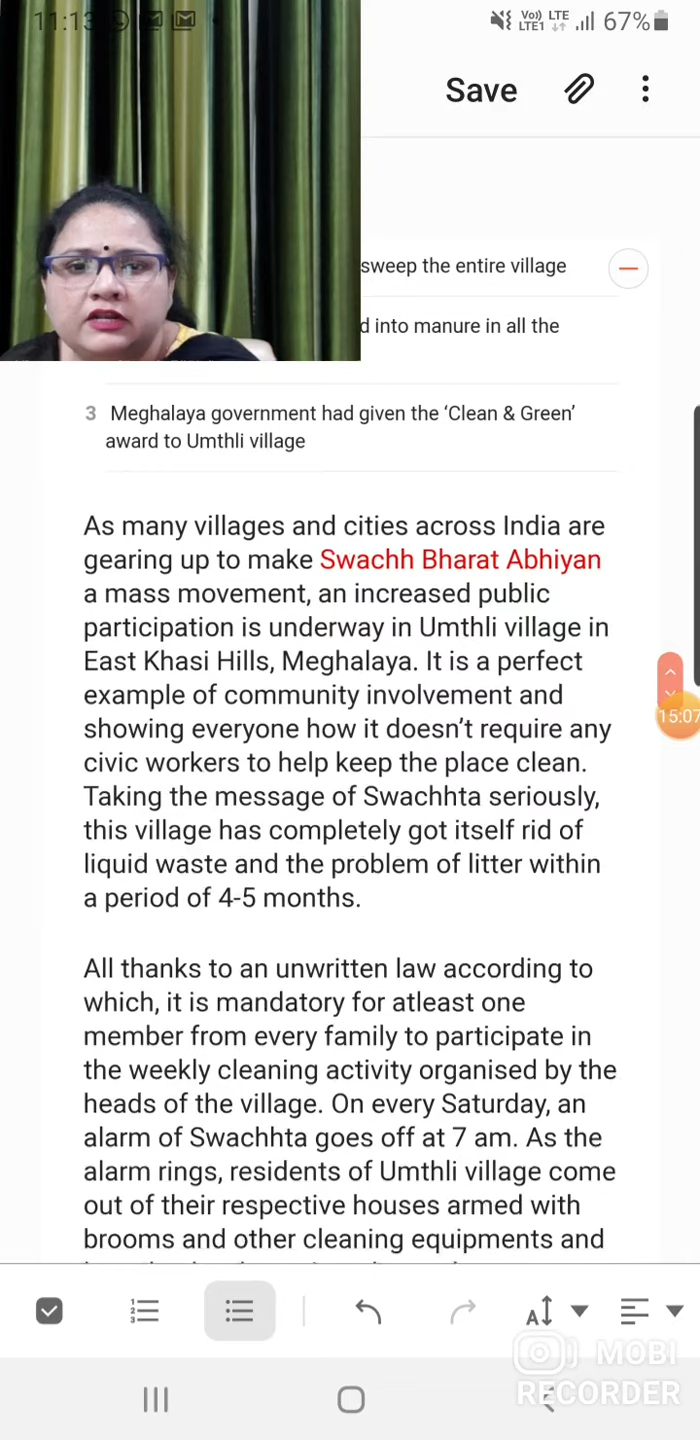 11:13
Vo)) LTE
LTE1
67%
Save
sweep the entire village
d into manure in all the
3 Meghalaya government had given the ‘Clean & Green’
award to Umthli village
As many villages and cities across India are
gearing up to make Swachh Bharat Abhiyan
a mass movement, an increased public
participation is underway in Umthli village in
East Khasi Hills, Meghalaya. It is a perfect
example of community involvement and
showing everyone how it doesn’t require any
15:07
civic workers to help keep the place clean.
Taking the message of Swachhta seriously,
this village has completely got itself rid of
liquid waste and the problem of litter within
a period of 4-5 months.
All thanks to an unwritten law according to
which, it is mandatory for atleast one
member from every family to participate in
the weekly cleaning activity organised by the
heads of the village. On every Saturday, an
alarm of Swachhta goes off at 7 am. As the
alarm rings, residents of Umthli village come
out of their respective houses armed with
brooms and other cleaning equipments and
MOBI
RECORDER